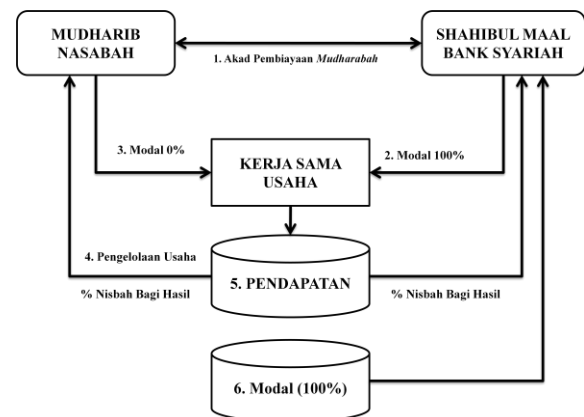 MUDHARIB
NASABAH
SHAHIBUL MAAL
BANK SYARIAH
1. Akad Pembiayaan Mudharabah
3. Modal 0%
2. Modal 100%
KERJA SAMA
USAHA
4. Pengelolaan Usaha
% Nisbah Bagi Hasil
5. PENDAPATAN
% Nisbah Bagi Hasil
6. Modal (100%)